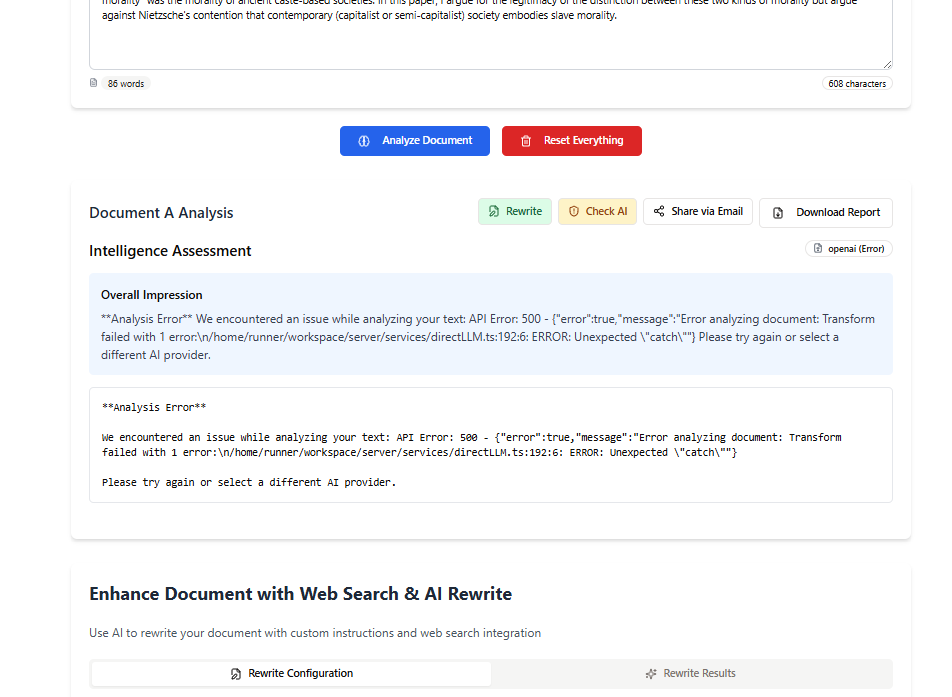 morality" was the morality of ancient caste-based societies. In this paper, I argue for the legitimacy of the distinction between these two kinds of morality but argue
against Nietzsche's contention that contemporary (capitalist or semi-capitalist) society embodies slave morality.
86 words
608 characters
Analyze Document
Reset Everything
Document A Analysis
Rewrite
Check AI
Share via Email
Download Report
Intelligence Assessment
openai (Error)
Overall Impression
**Analysis Error** We encountered an issue while analyzing your text: API Error: 500 - {"error":true,"message":"Error analyzing document: Transform
failed with 1 error:\n/home/runner/workspace/server/services/directLLM.ts:192:6: ERROR: Unexpected \"catch\""} Please try again or select a
different AI provider.
**Analysis Error**
We encountered an issue while analyzing your text: API Error: 500 - {"error":true,"message":"Error analyzing document: Transform
failed with 1 error:\n/home/runner/workspace/server/services/directLLM.ts:192:6: ERROR: Unexpected \"catch\""}
Please try again or select a different AI provider.
Enhance Document with Web Search & AI Rewrite
Use AI to rewrite your document with custom instructions and web search integration
Rewrite Configuration
Rewrite Results